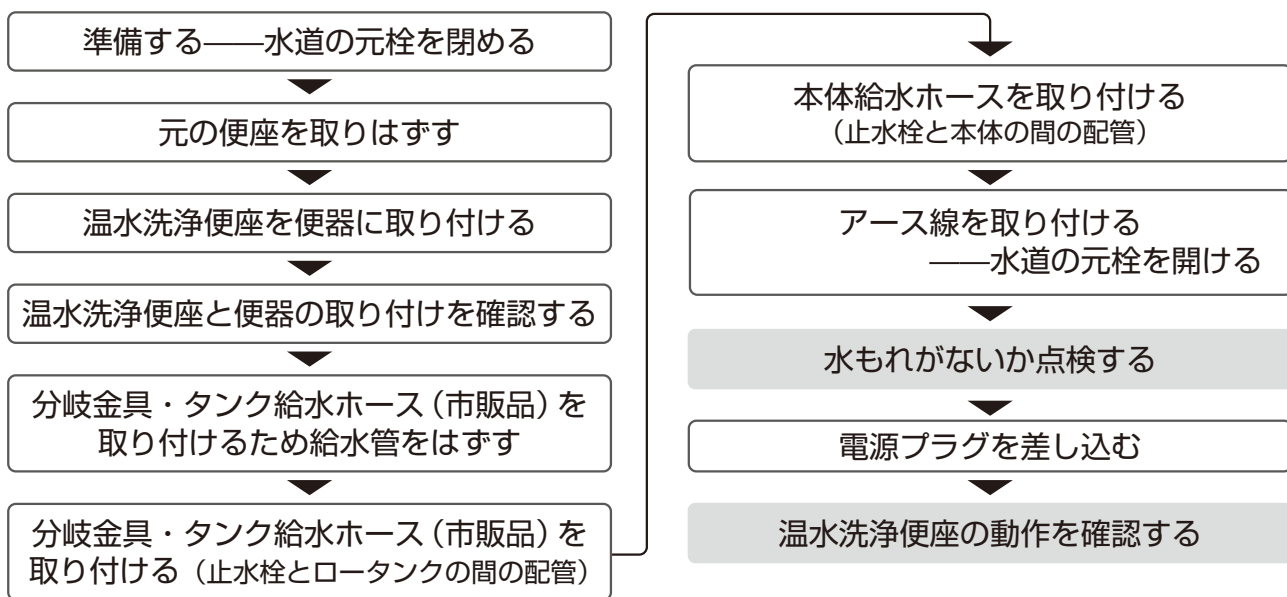 準備する——水道の元栓を閉める
元の便座を取りはずす
温水洗浄便座を便器に取り付ける
温水洗浄便座と便器の取り付けを確認する
分岐金具・タンク給水ホース（市販品）を
取り付けるため給水管をはずす
分岐金具・タンク給水ホース（市販品）を
取り付ける（止水栓とロータンクの間の配管）
本体給水ホースを取り付ける
（止水栓と本体の間の配管）
アース線を取り付ける
——水道の元栓を開ける
水もれがないか点検する
電源プラグを差し込む
温水洗浄便座の動作を確認する